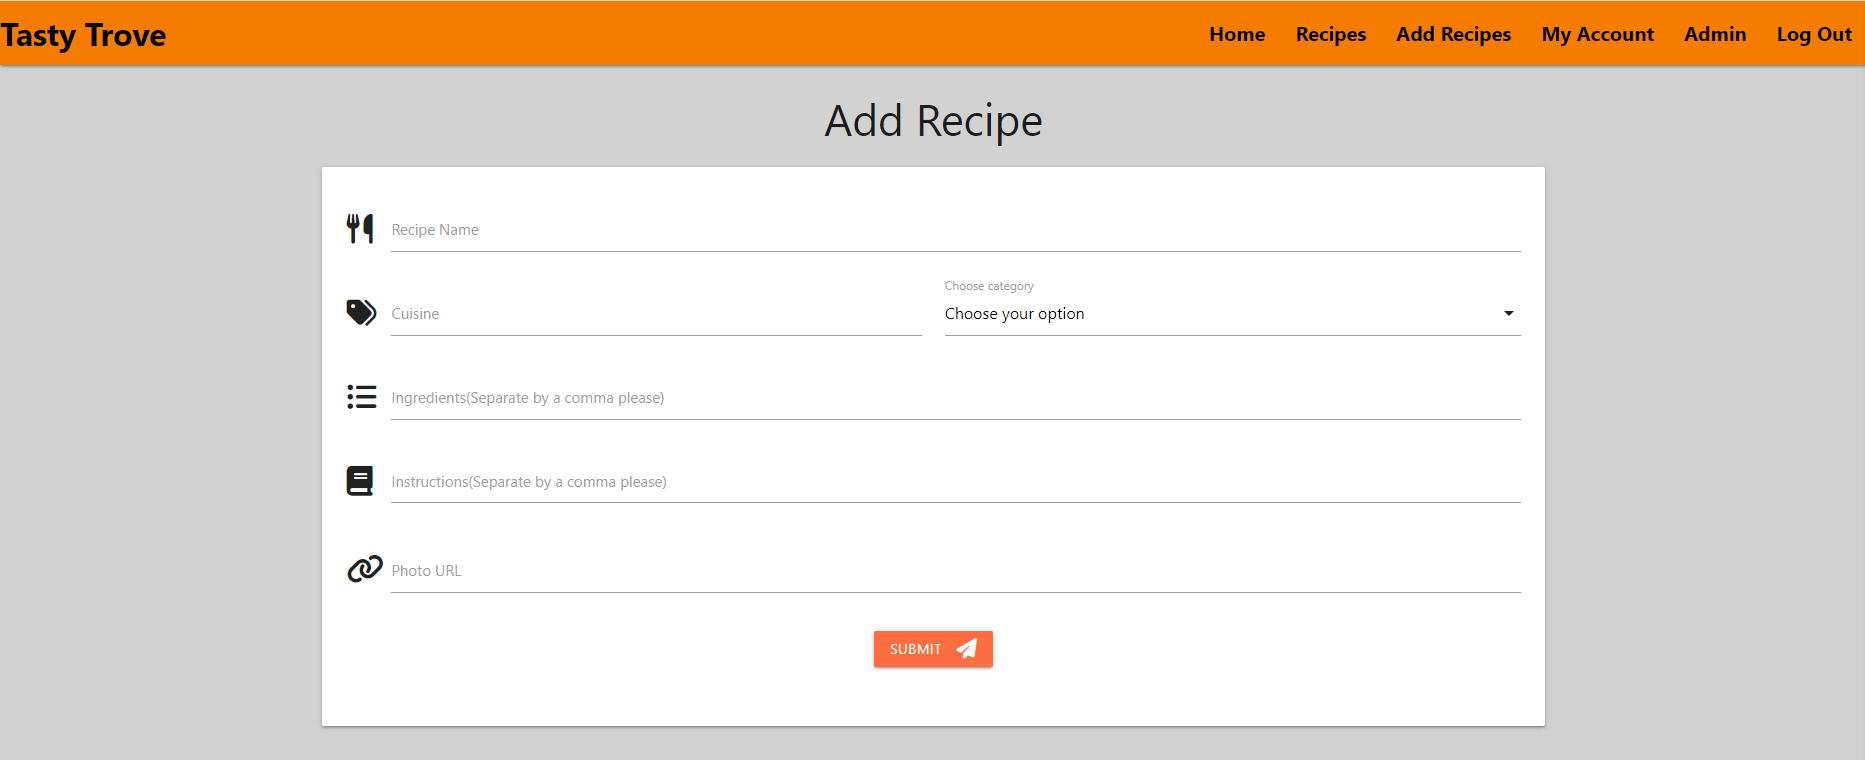 Tasty Trove Home Recipes Add Recipes My Account Admin Log Out
Add Recipe
Recipe Name
Choose category
Cuisine Choose your option
Ingredients(Separate by a comma please)
Instructions(Separate by a comma please)
Photo URL
SUBMIT